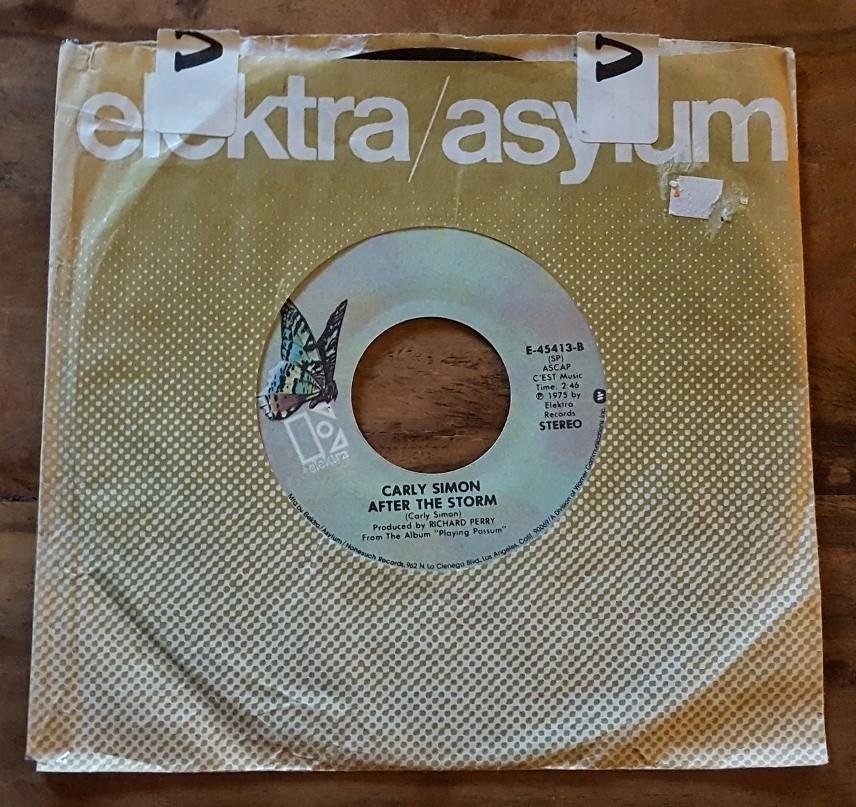 V V
elektra/asylum
E-45413-B
(SP)
ASCAP
C'EST Music
Time: 2:46
℗ 1975 by
Elektra
Records
STEREO
elektra
CARLY SIMON
AFTER THE STORM
(Carly Simon)
Produced by RICHARD PERRY
From The Album "Playing Possum"
Mfg by Elektra/Asylum/Nonesuch Records, 962 N. La Cienega Blvd., Los Angeles, Calif. 90069/A Division of Warner Communications Inc.